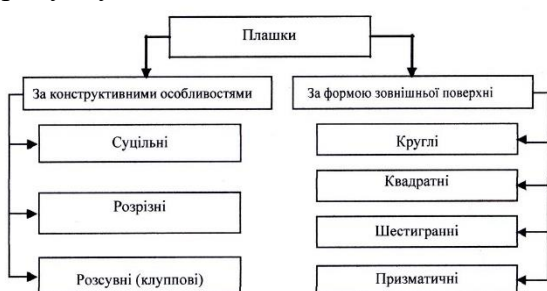 Плашки
За конструктивними особливостями
За формою зовнішньої поверхні
Суцільні
Круглі
Квадратні
Розрізні
Шестигранні
Розсувні (клуппові)
Призматичні